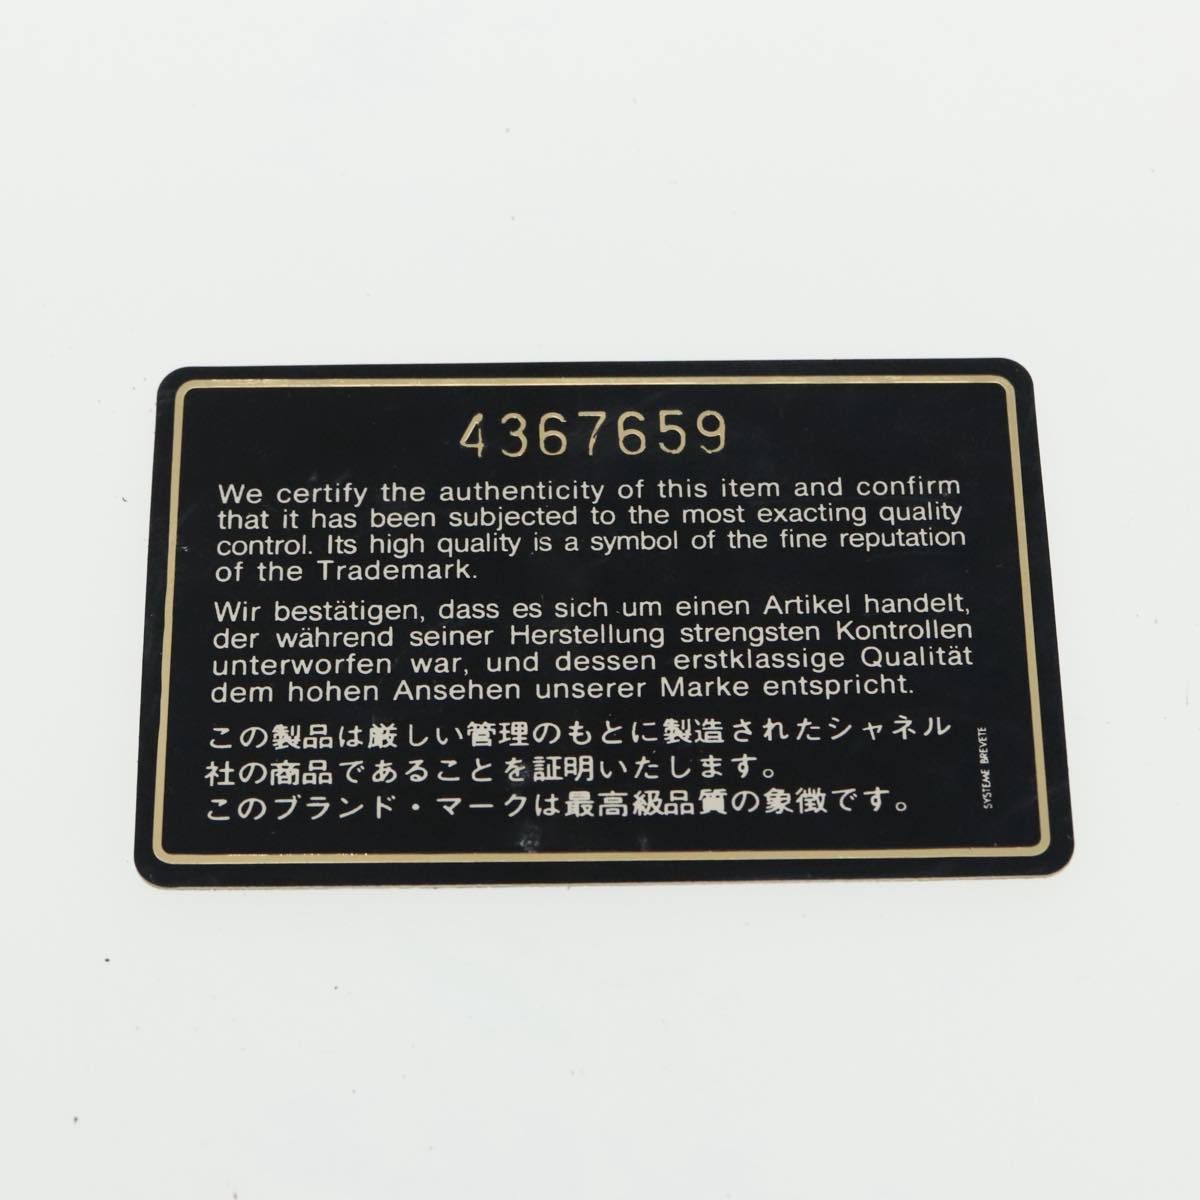 4367659
We certify the authenticity of this item and confirm
that it has been subjected to the most exacting quality
control. Its high quality is a symbol of the fine reputation
of the Trademark.
Wir bestätigen, dass es sich um einen Artikel handelt,
der während seiner Herstellung strengsten Kontrollen
unterworfen war, und dessen erstklassige Qualität
dem hohen Ansehen unserer Marke entspricht.
この製品は厳しい管理のもとに製造されたシャネル
社の商品であることを証明いたします。
このブランド・マークは最高級品質の象徴です。
SYSTEME BREVETE